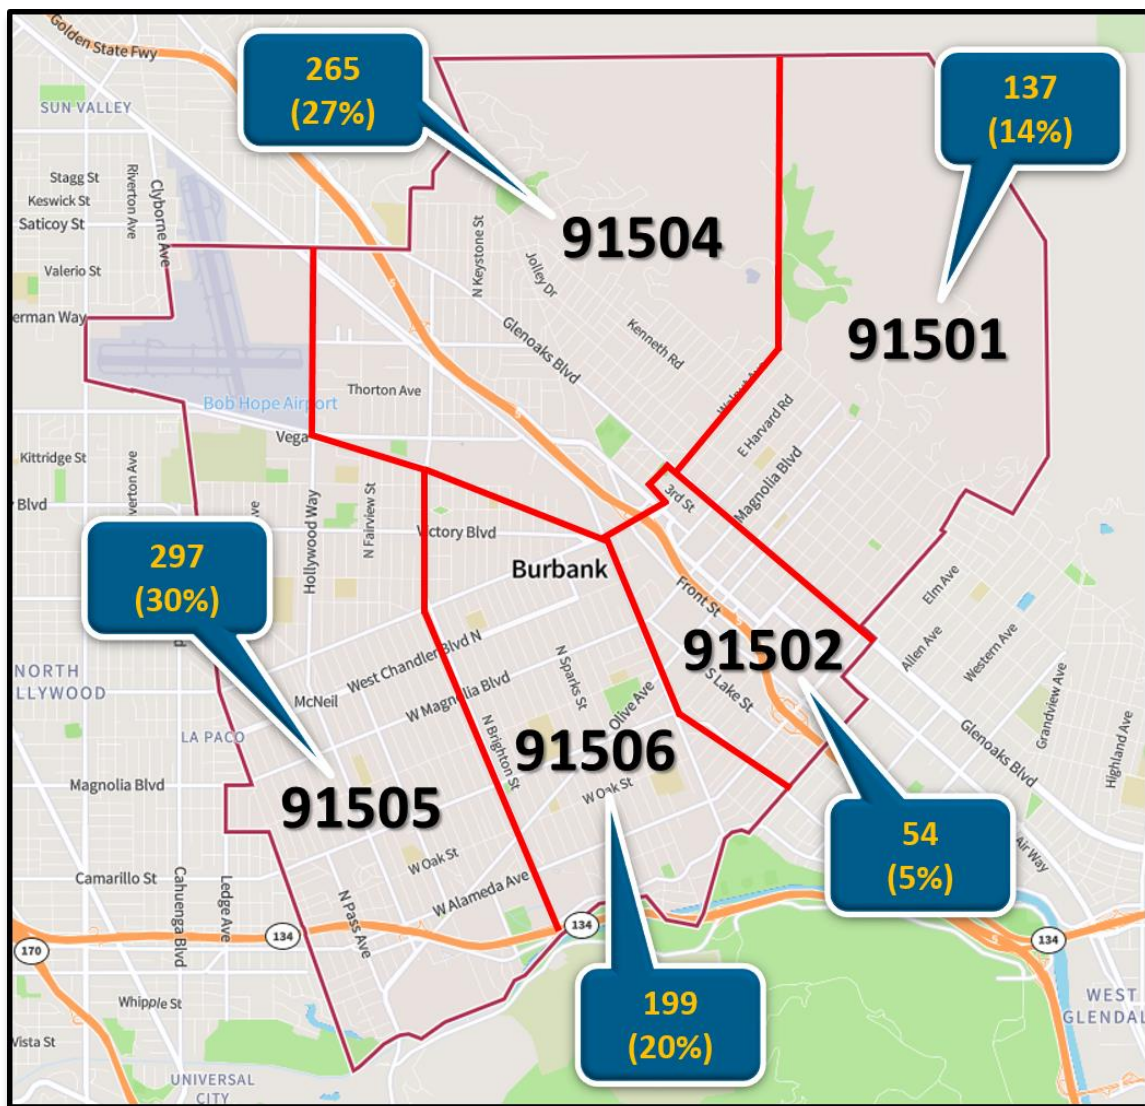 Golden State Fwy
265
(27%)
137
(14%)
SUN VALLEY
Stagg St
Keswick St
Saticoy St
Riverton Ave
Clyborne Ave
Valerio St
erman Way
N Keystone St
Jolley Dr
91504
Kenneth Rd
Glenoaks Blvd
91501
Thorton Ave
Bob Hope Airport
Vega
E Harvard Rd
Magnolia Blvd
3rd St
Kittridge St
Blvd
Hollywood Way
N Fairview St
Victory Blvd
Burbank
297
(30%)
Front St
Elm Ave
Allen Ave
Western Ave
Grandview Ave
Highland Ave
91502
S Lake St
NORTH
LLYWOOD
West Chandler Blvd N
McNeil
W Magnolia Blvd
N Sparks St
Olive Ave
N Brighton St
LA PACO
Glenoaks Blvd
Magnolia Blvd
91506
91505
W Oak St
W Oak St
54
(5%)
Air Way
Camarillo St
Cahuenga Blvd
Ledge Ave
N Pass Ave
W Alameda Ave
134
134
134
170
199
(20%)
Whipple St
Vista St
WEST
GLENDAL
UNIVERSAL
CITY